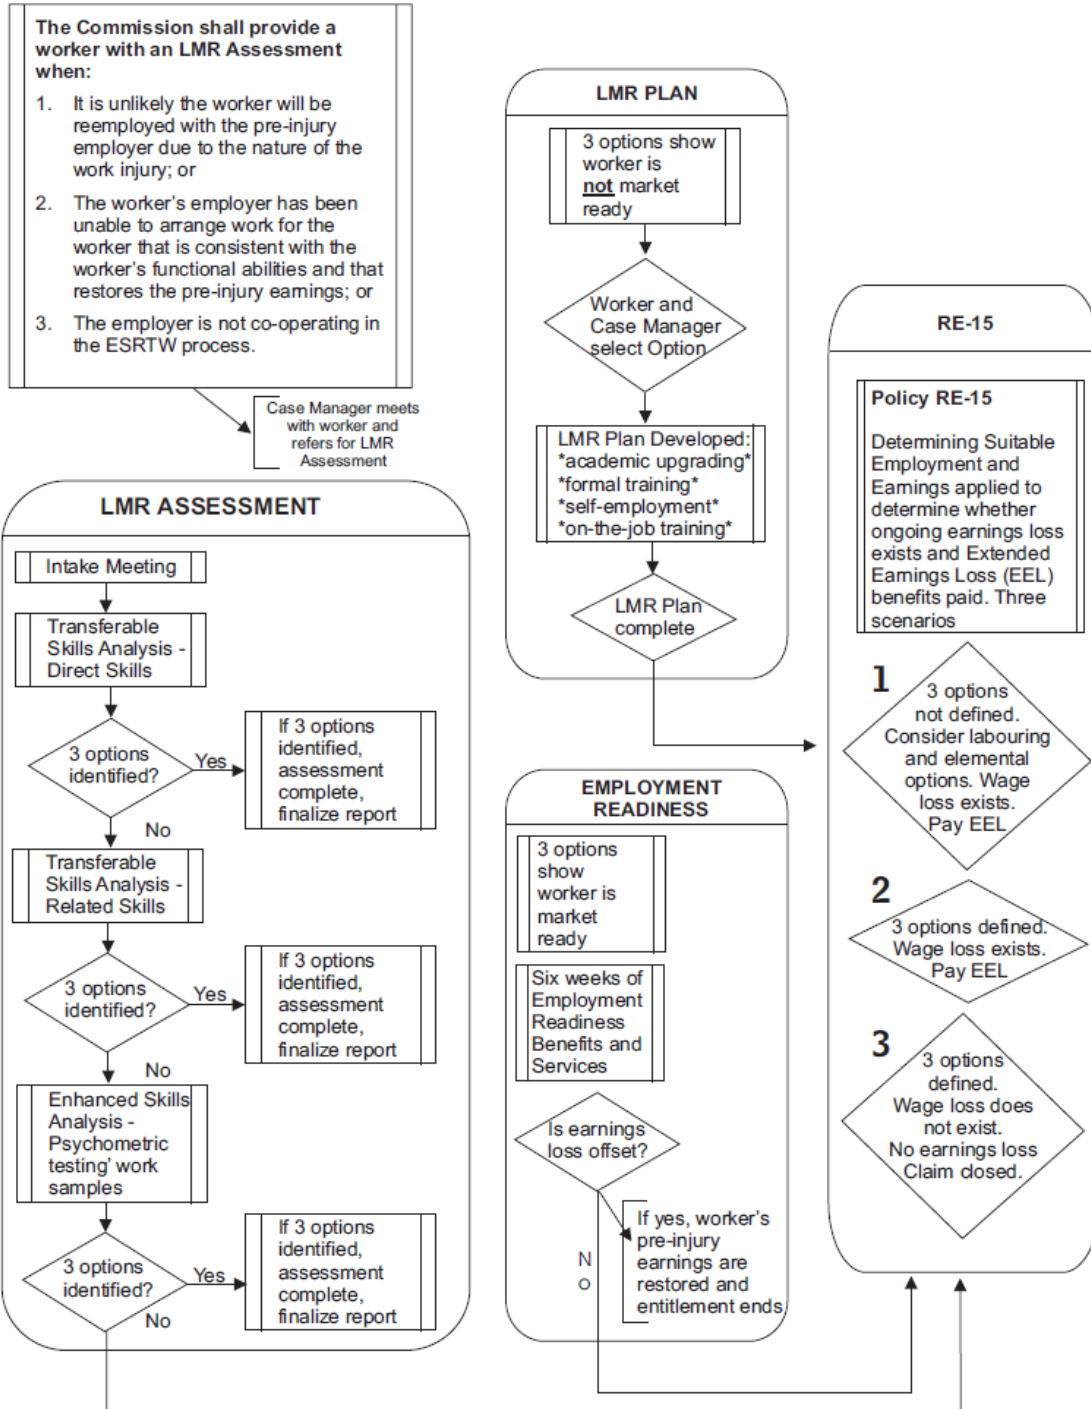 The Commission shall provide a
worker with an LMR Assessment
when:
1. It is unlikely the worker will be
reemployed with the pre-injury
employer due to the nature of the
work injury; or
2. The worker's employer has been
unable to arrange work for the
worker that is consistent with the
worker's functional abilities and that
restores the pre-injury earnings; or
3. The employer is not co-operating in
the ESRTW process.
Case Manager meets
with worker and
refers for LMR
Assessment
LMR ASSESSMENT
Intake Meeting
Transferable
Skills Analysis -
Direct Skills
3 options
identified?
Yes
If 3 options
identified,
assessment
complete,
finalize report
No
Transferable
Skills Analysis -
Related Skills
3 options
identified?
Yes
If 3 options
identified,
assessment
complete,
finalize report
No
Enhanced Skills
Analysis -
Psychometric
testing' work
samples
3 options
identified?
Yes
If 3 options
identified,
assessment
complete,
finalize report
No
LMR PLAN
3 options show
worker is
not market
ready
Worker and
Case Manager
select Option
LMR Plan Developed:
*academic upgrading*
*formal training*
*self-employment*
*on-the-job training*
LMR Plan
complete
EMPLOYMENT
READINESS
3 options
show
worker is
market
ready
Six weeks of
Employment
Readiness
Benefits and
Services
Is earnings
loss offset?
If yes, worker's
pre-injury
earnings are
restored and
entitlement ends
N
o
RE-15
Policy RE-15
Determining Suitable
Employment and
Earnings applied to
determine whether
ongoing earnings loss
exists and Extended
Earnings Loss (EEL)
benefits paid. Three
scenarios
1
3 options
not defined.
Consider labouring
and elemental
options. Wage
loss exists.
Pay EEL
2
3 options defined.
Wage loss exists.
Pay EEL
3
3 options
defined.
Wage loss does
not exist.
No earnings loss
Claim closed.